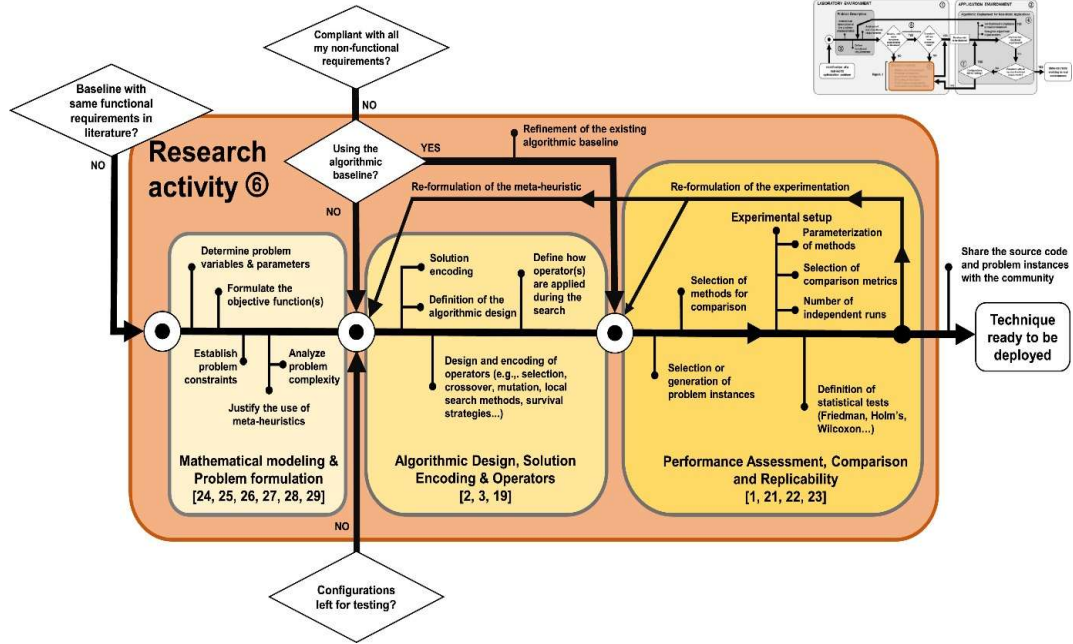 Compliant with all
my non-functional
requirements?
NO
Baseline with
same functional
requirements in
literature?
NO
LABORATORY ENVIRONMENT
APPLICATION ENVIRONMENT
Research
activity ⑥
Using the
algorithmic
baseline?
YES
NO
Refinement of the existing
algorithmic baseline
Re-formulation of the meta-heuristic
Re-formulation of the experimentation
Determine problem
variables & parameters
Formulate the
objective function(s)
Establish
problem
constraints
Analyze
problem
complexity
Justify the use of
meta-heuristics
Mathematical modeling &
Problem formulation
[24, 25, 26, 27, 28, 29]
Solution
encoding
Definition of the
algorithmic design
Define how
operator(s)
are applied
during the
search
Design and encoding of
operators (e.g.,. selection,
crossover, mutation, local
search methods, survival
strategies...)
Algorithmic Design, Solution
Encoding & Operators
[2, 3, 19]
Experimental setup
Parameterization
of methods
Selection of
comparison metrics
Number of
independent runs
Selection of
methods for
comparison
Selection or
generation of
problem instances
Definition of
statistical tests
(Friedman, Holm's,
Wilcoxon...)
Performance Assessment, Comparison
and Replicability
[1, 21, 22, 23]
Share the source code
and problem instances
with the community
Technique
ready to be
deployed
NO
Configurations
left for testing?